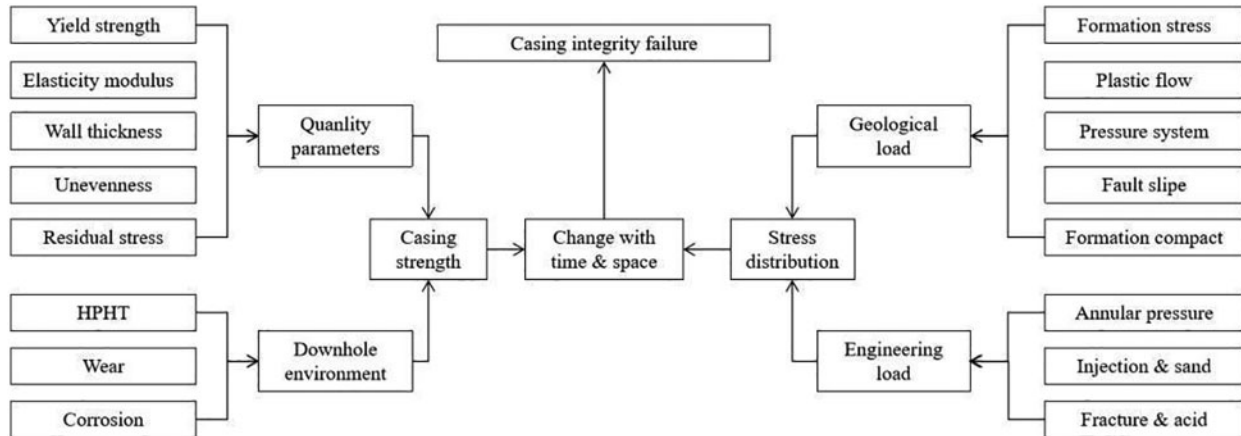 Yield strength
Elasticity modulus
Wall thickness
Unevenness
Residual stress
HPHT
Wear
Corrosion
Quanlity
parameters
Downhole
environment
Casing
strength
Casing integrity failure
Change with
time & space
Stress
distribution
Geological
load
Engineering
load
Formation stress
Plastic flow
Pressure system
Fault slipe
Formation compact
Annular pressure
Injection & sand
Fracture & acid